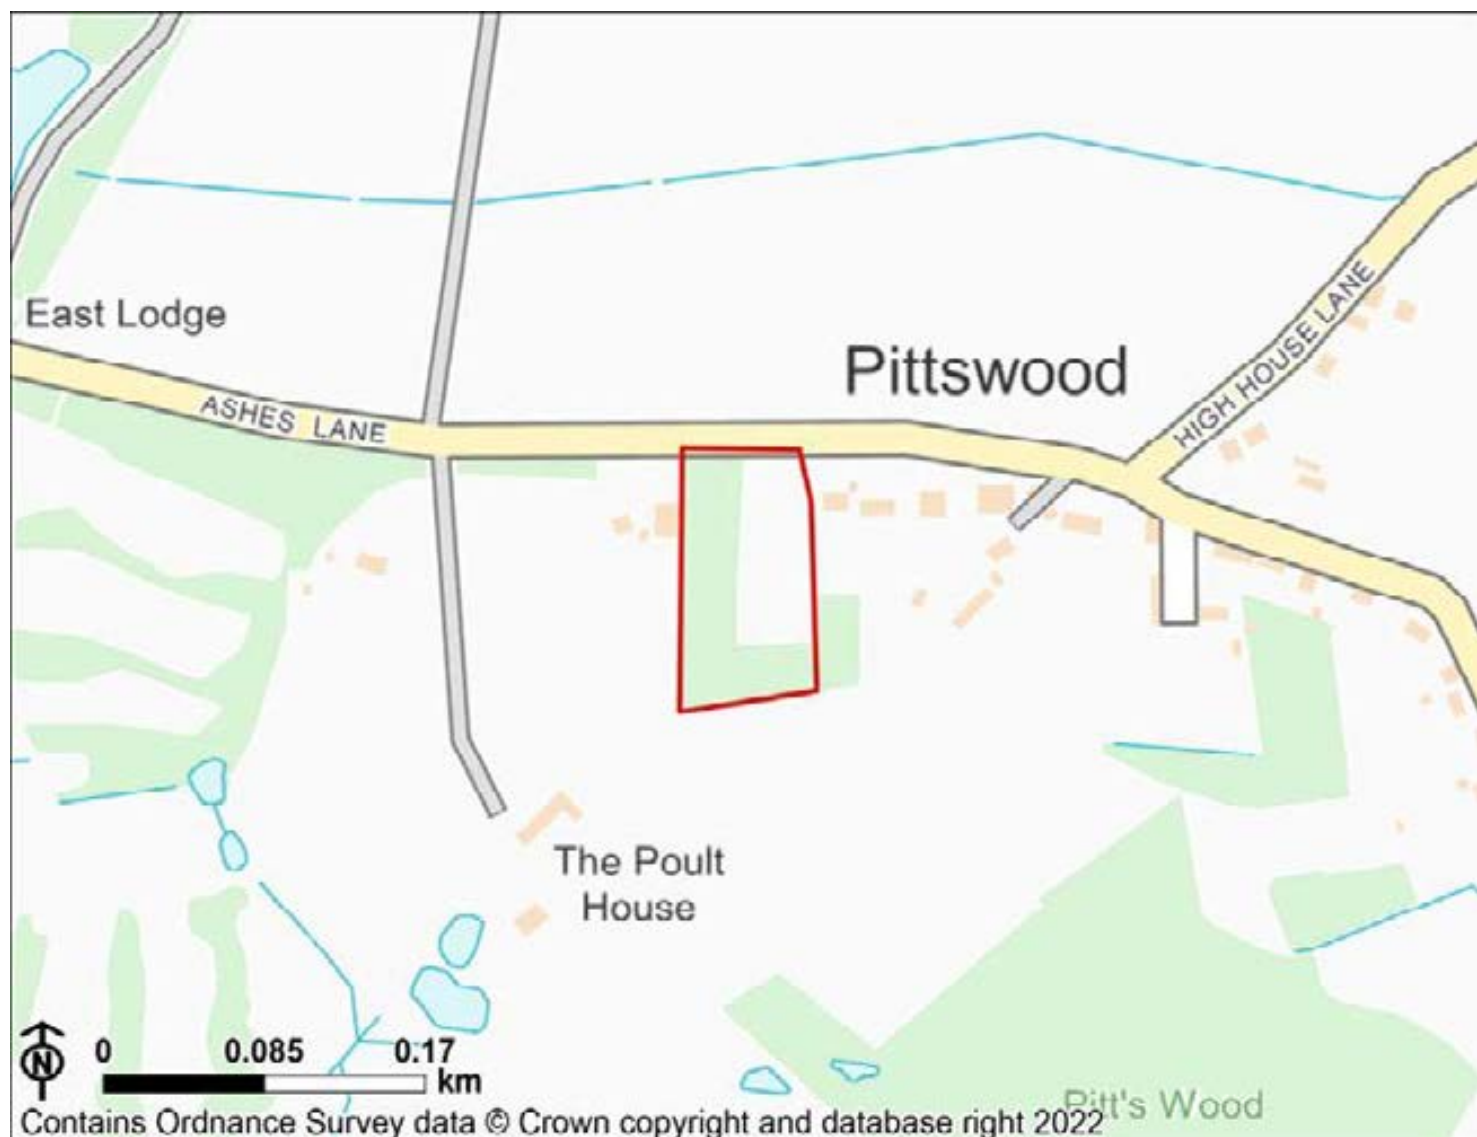 East Lodge
Pittswood
HIGH HOUSE LANE
ASHES LANE
The Poult
House
N
0 0.085 0.17
km
Pitt's Wood
Contains Ordnance Survey data © Crown copyright and database right 2022